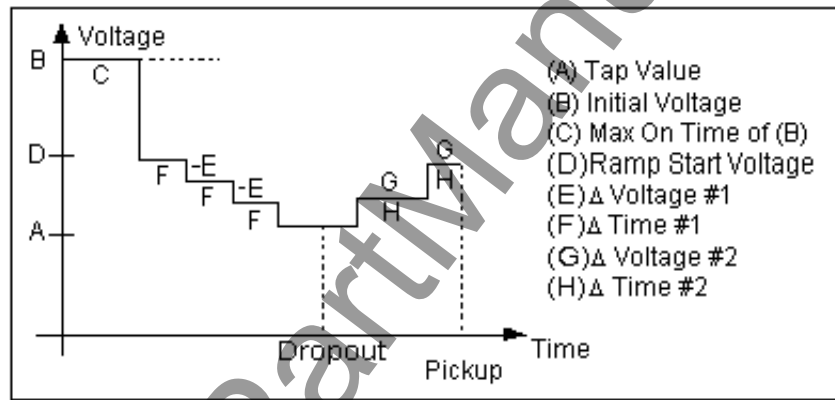 Voltage
B
C
D
F
-E
F
-E
F
A
G
H
G
H
Dropout
Pickup
Time
(A) Tap Value
(B) Initial Voltage
(C) Max On Time of (B)
(D)Ramp Start Voltage
(E)Δ Voltage #1
(F)Δ Time #1
(G)Δ Voltage #2
(H)Δ Time #2